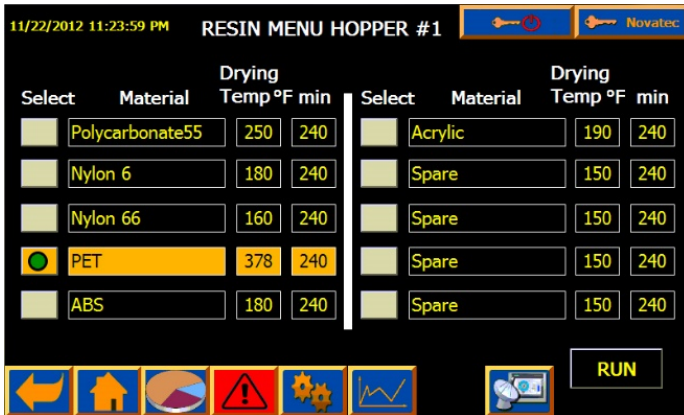 11/22/2012 11:23:59 PM RESIN MENU HOPPER #1 Novatec
Drying Drying
Select Material Temp °F min Select Material Temp °F min
Polycarbonate55 250 240 Acrylic 190 240
Nylon 6 180 240 Spare 150 240
Nylon 66 160 240 Spare 150 240
PET 378 240 Spare 150 240
ABS 180 240 Spare 150 240
RUN